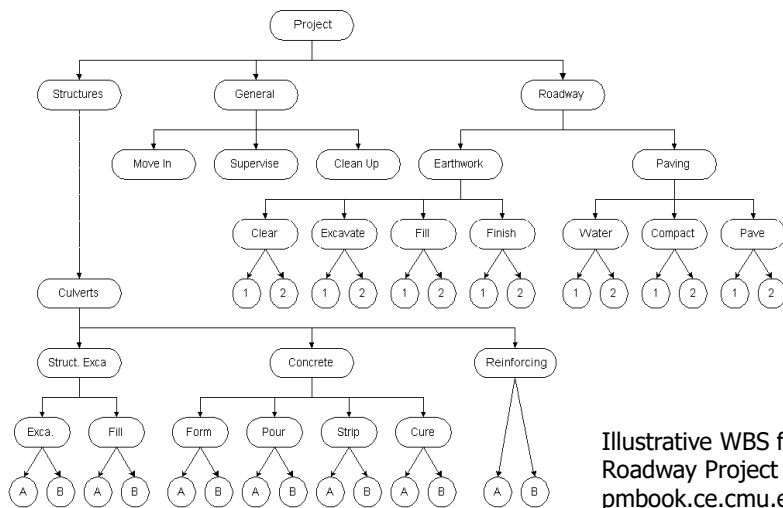 Project
Structures General Roadway
Move In Supervise Clean Up Earthwork Paving
Clear Excavate Fill Finish Water Compact Pave
Culverts 1 2 1 2 1 2 1 2 1 2 1 2 1 2
Struct. Exca Concrete Reinforcing
Exca. Fill Form Pour Strip Cure
Illustrative WBS f
Roadway Project
pmbook.ce.cmu.e
A B A B A B A B A B A B A B